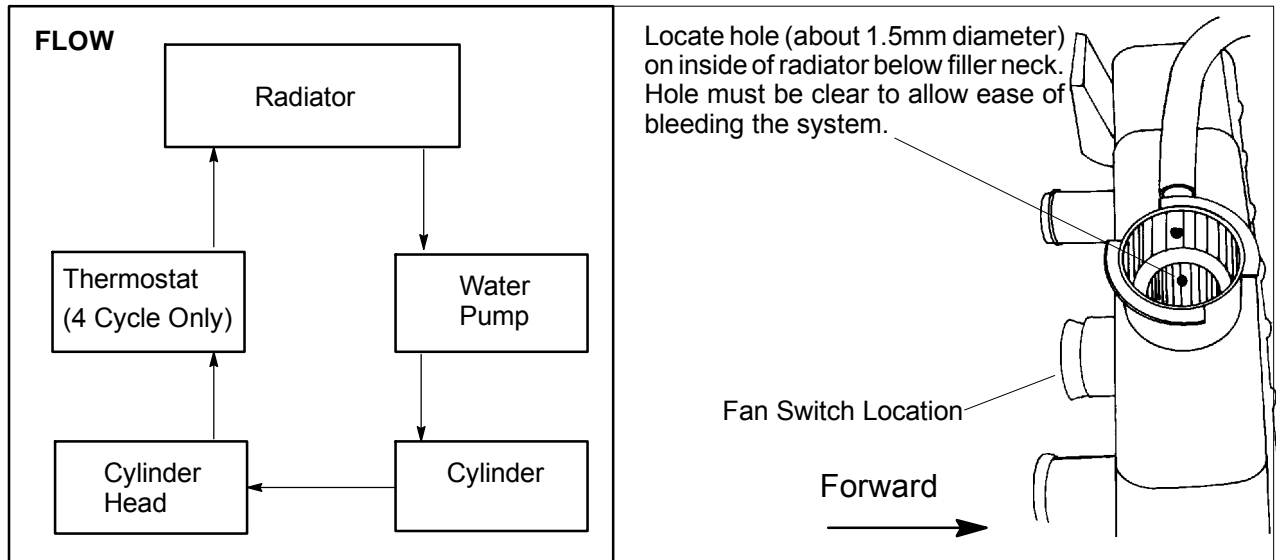 FLOW
Radiator
Thermostat
(4 Cycle Only)
Water
Pump
Cylinder
Head
Cylinder
Locate hole (about 1.5mm diameter)
on inside of radiator below filler neck.
Hole must be clear to allow ease of
bleeding the system.
Fan Switch Location
Forward